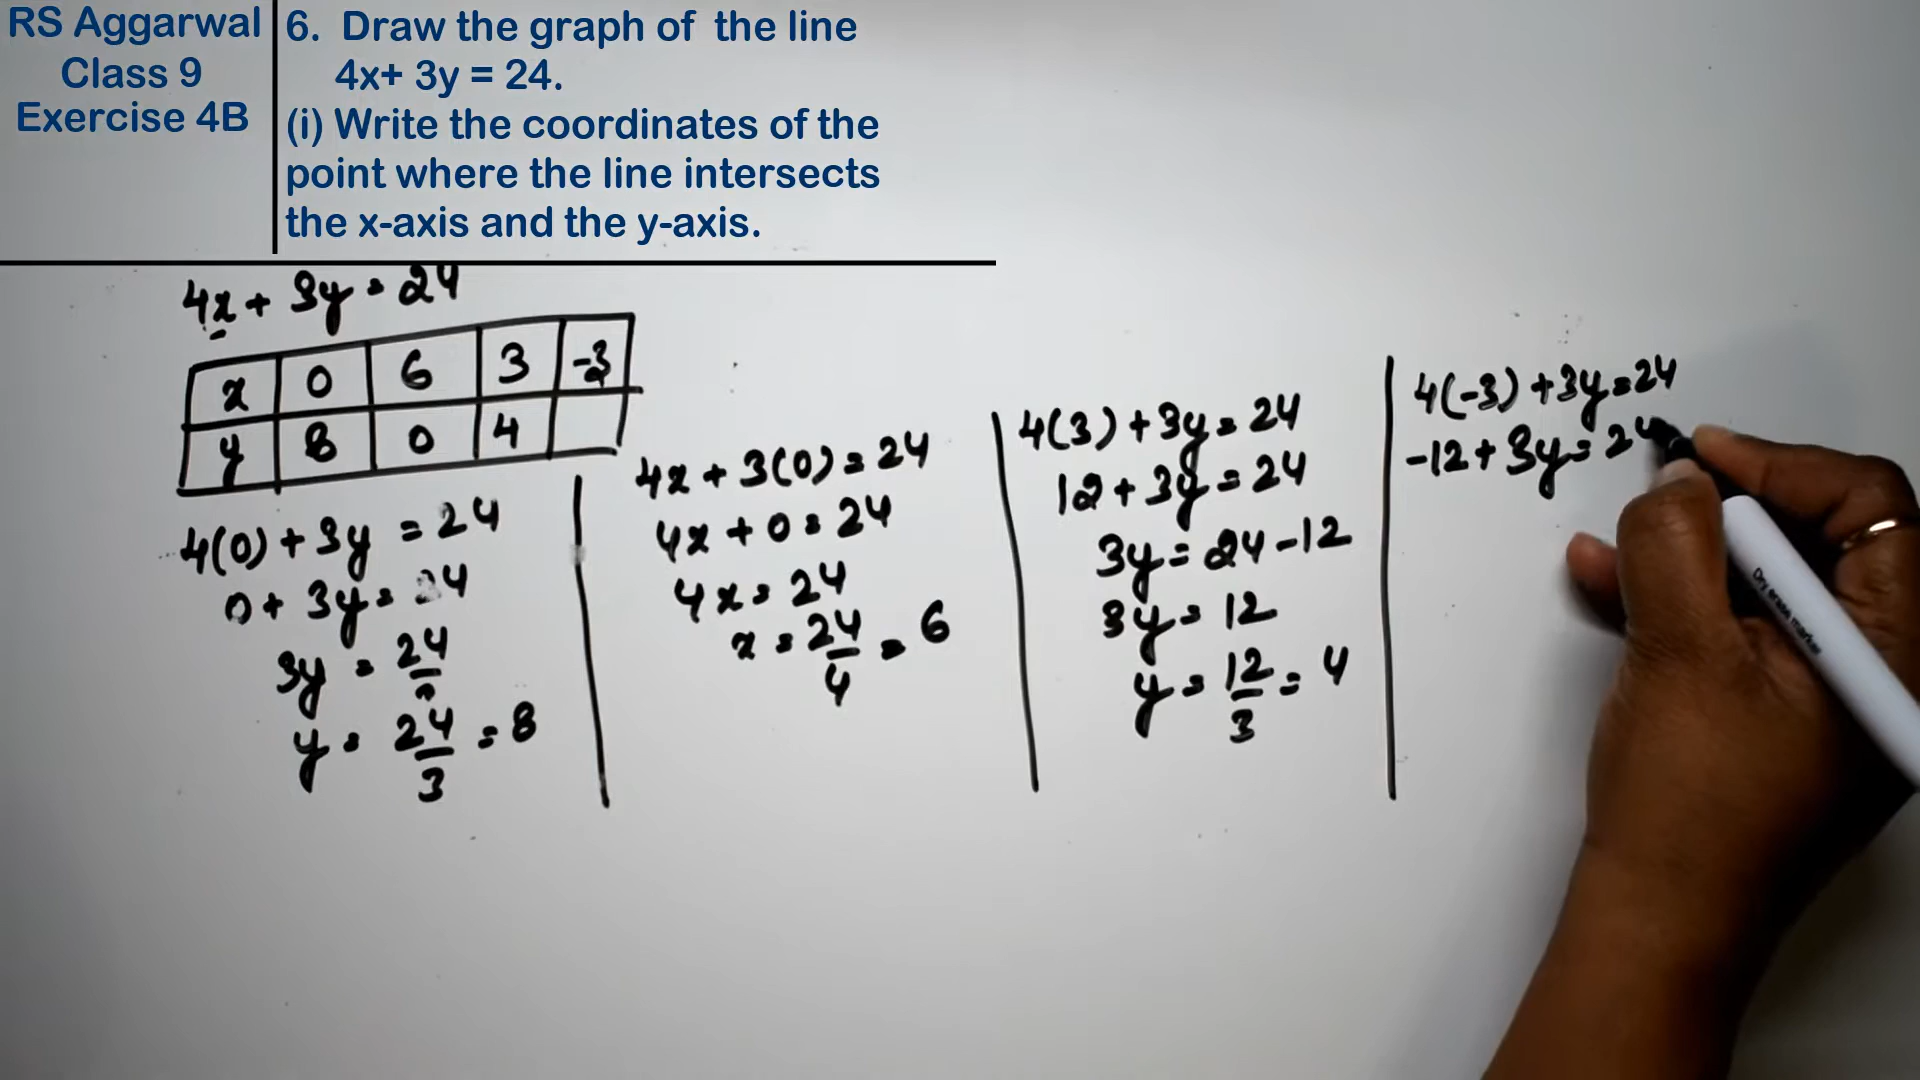 RS Aggarwal
Class 9
Exercise 4B
6. Draw the graph of the line
4x+ 3y = 24.
(i) Write the coordinates of the
point where the line intersects
the x-axis and the y-axis.
4x + 3y = 24
x 0 6 3 -3
y 8 0 4
4(0) + 3y = 24
0 + 3y = 24
3y = 24
y = 24/3 = 8
4x + 3(0) = 24
4x + 0 = 24
4x = 24
x = 24/4 = 6
4(3) + 3y = 24
12 + 3y = 24
3y = 24 - 12
3y = 12
y = 12/3 = 4
4(-3) + 3y = 24
-12 + 3y = 24
Dry erase marker